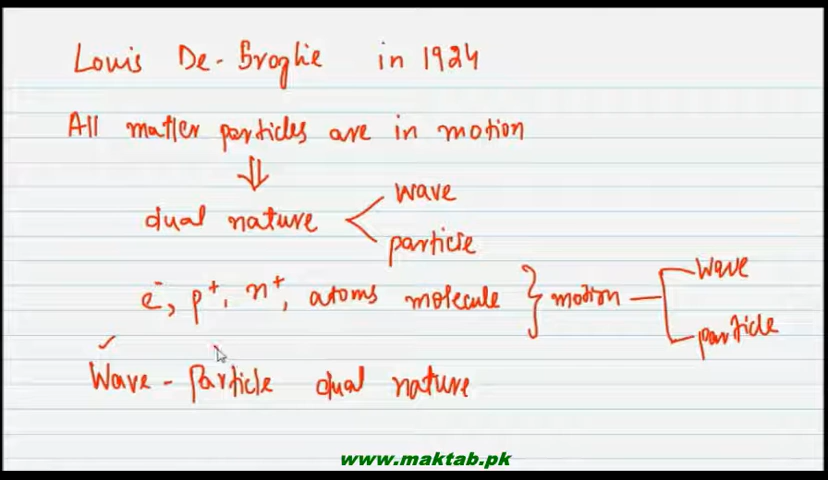 Louis De-Broglie in 1924
All matter particles are in motion
⇓
dual nature < wave
particle
e⁻, p⁺, n⁺, atoms molecule } motion — wave
particle
✓
Wave - Particle dual nature
www.maktab.pk